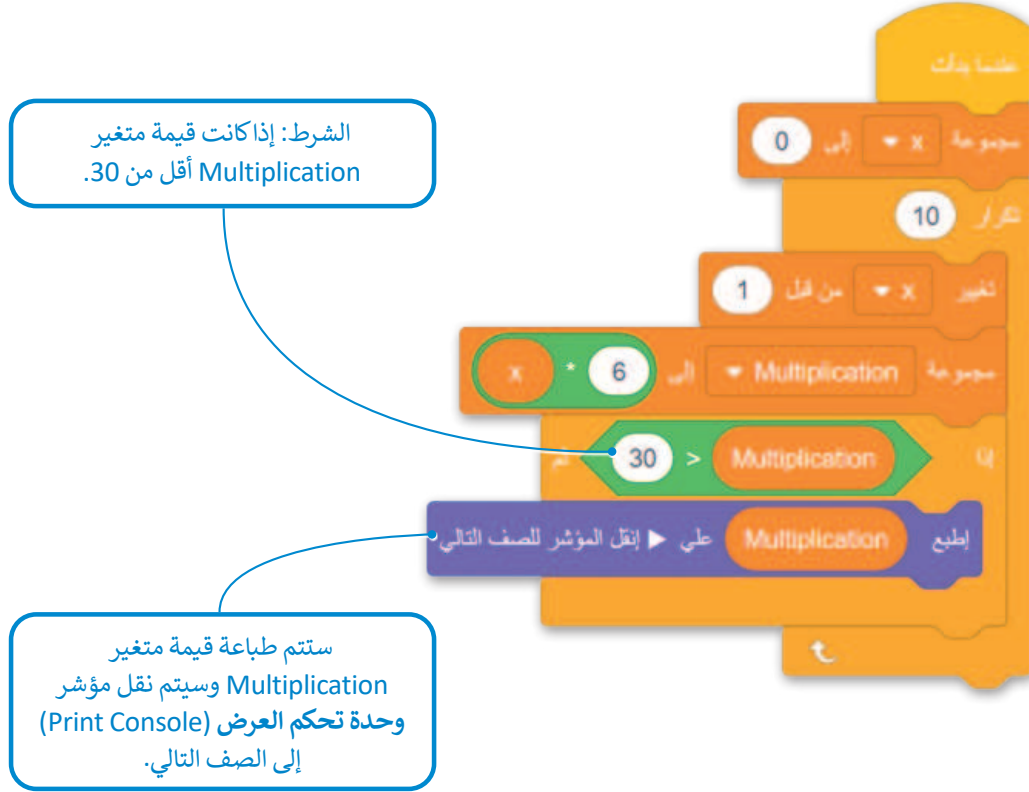 عندما بدأت
مجموعة x إلى 0
تكرار 10
تغيير x من قبل 1
مجموعة Multiplication إلى 6 * x
إذا Multiplication < 30 ثم
إطبع Multiplication علي إنقل المؤشر للصف التالي
الشرط: إذا كانت قيمة متغير
Multiplication أقل من 30.
ستتم طباعة قيمة متغير
Multiplication وسيتم نقل مؤشر
وحدة تحكم العرض (Print Console)
إلى الصف التالي.